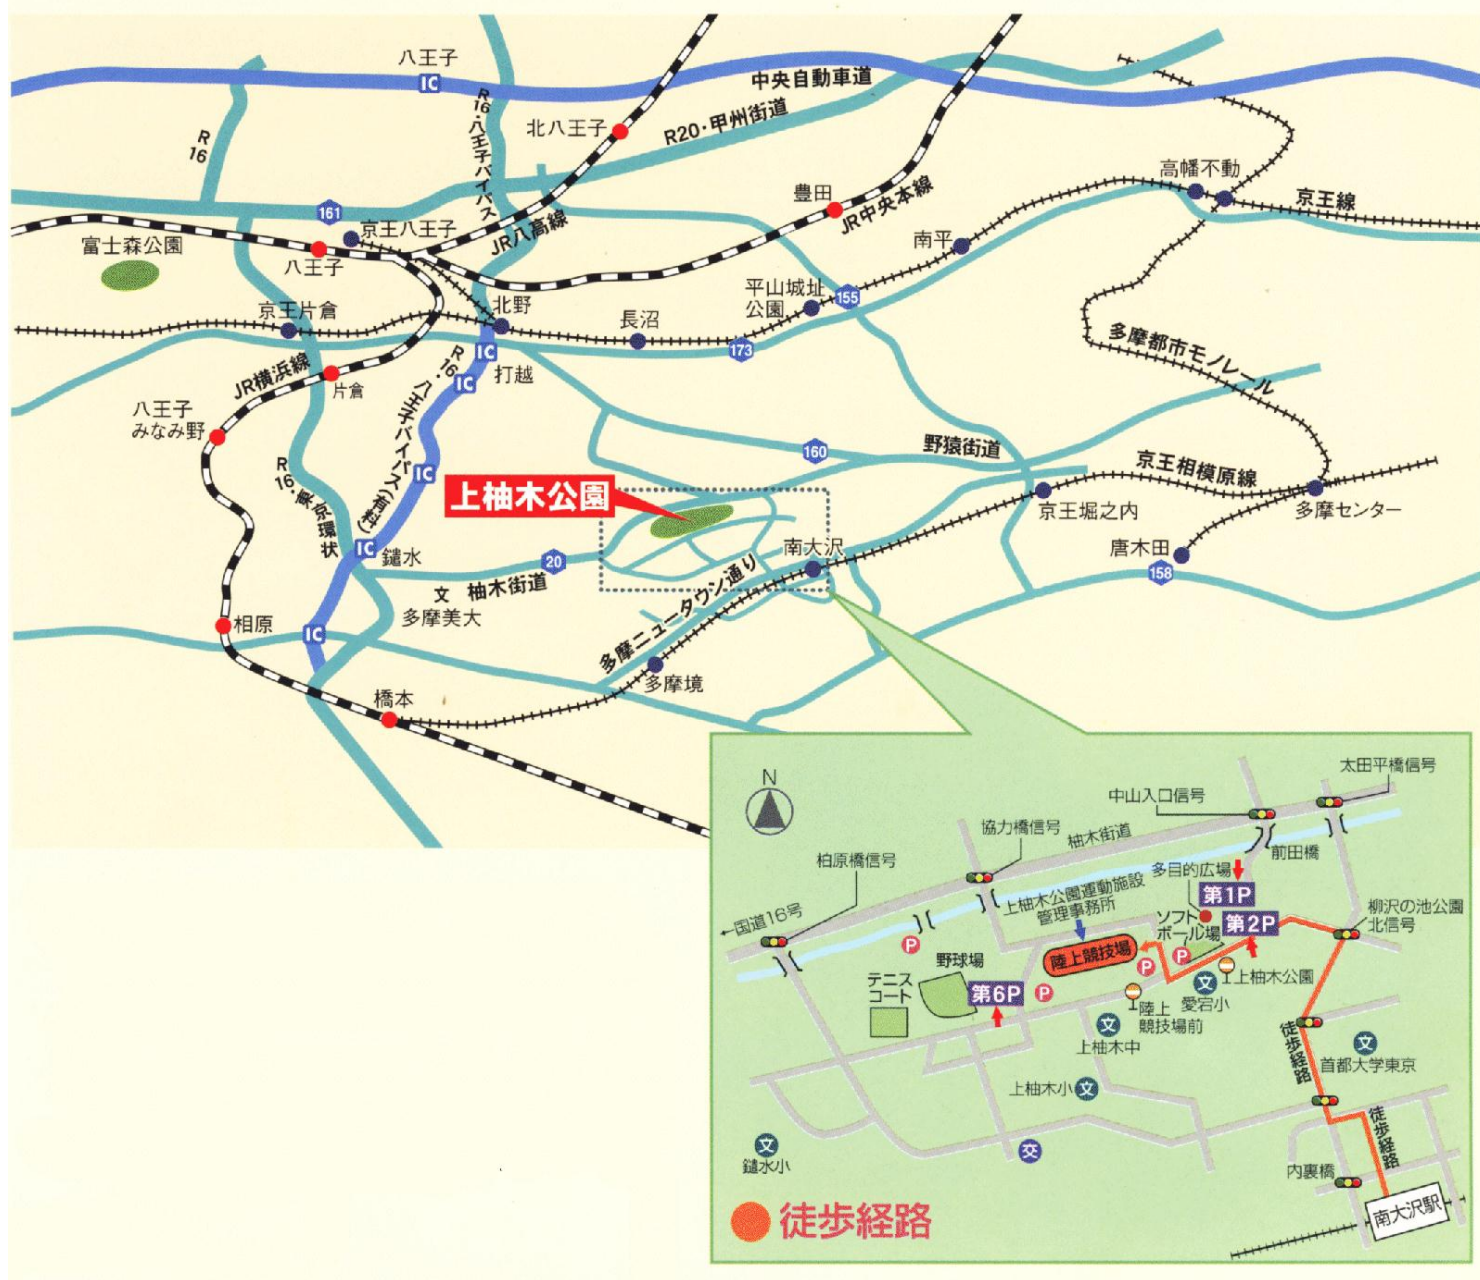 八王子
IC
中央自動車道
R16・八王子バイパス
R20・甲州街道
北八王子
R16
高幡不動
京王線
豊田
JR中央本線
161
京王八王子
JR八高線
南平
富士森公園
八王子
平山城址
公園
155
京王片倉
北野
長沼
173
多摩都市モノレール
IC
打越
JR横浜線
片倉
IC
R16・八王子バイパス(有料)
八王子
みなみ野
160
野猿街道
京王相模原線
IC
R16・東京環状
上柚木公園
京王堀之内
多摩センター
IC
鑓水
20
柚木街道
南大沢
唐木田
158
文
多摩美大
多摩ニュータウン通り
相原
IC
多摩境
橋本
N
太田平橋信号
中山入口信号
協力橋信号
柚木街道
柏原橋信号
前田橋
多目的広場
第1P
上柚木公園運動施設
管理事務所
柳沢の池公園
北信号
←国道16号
ソフト
ボール場
第2P
P
陸上競技場
野球場
P
P
上柚木公園
テニス
コート
第6P
P
陸上
競技場前
文
愛宕小
文
上柚木中
徒歩経路
文
首都大学東京
上柚木小
文
徒歩経路
文
鑓水小
交
内裏橋
南大沢駅
徒歩経路